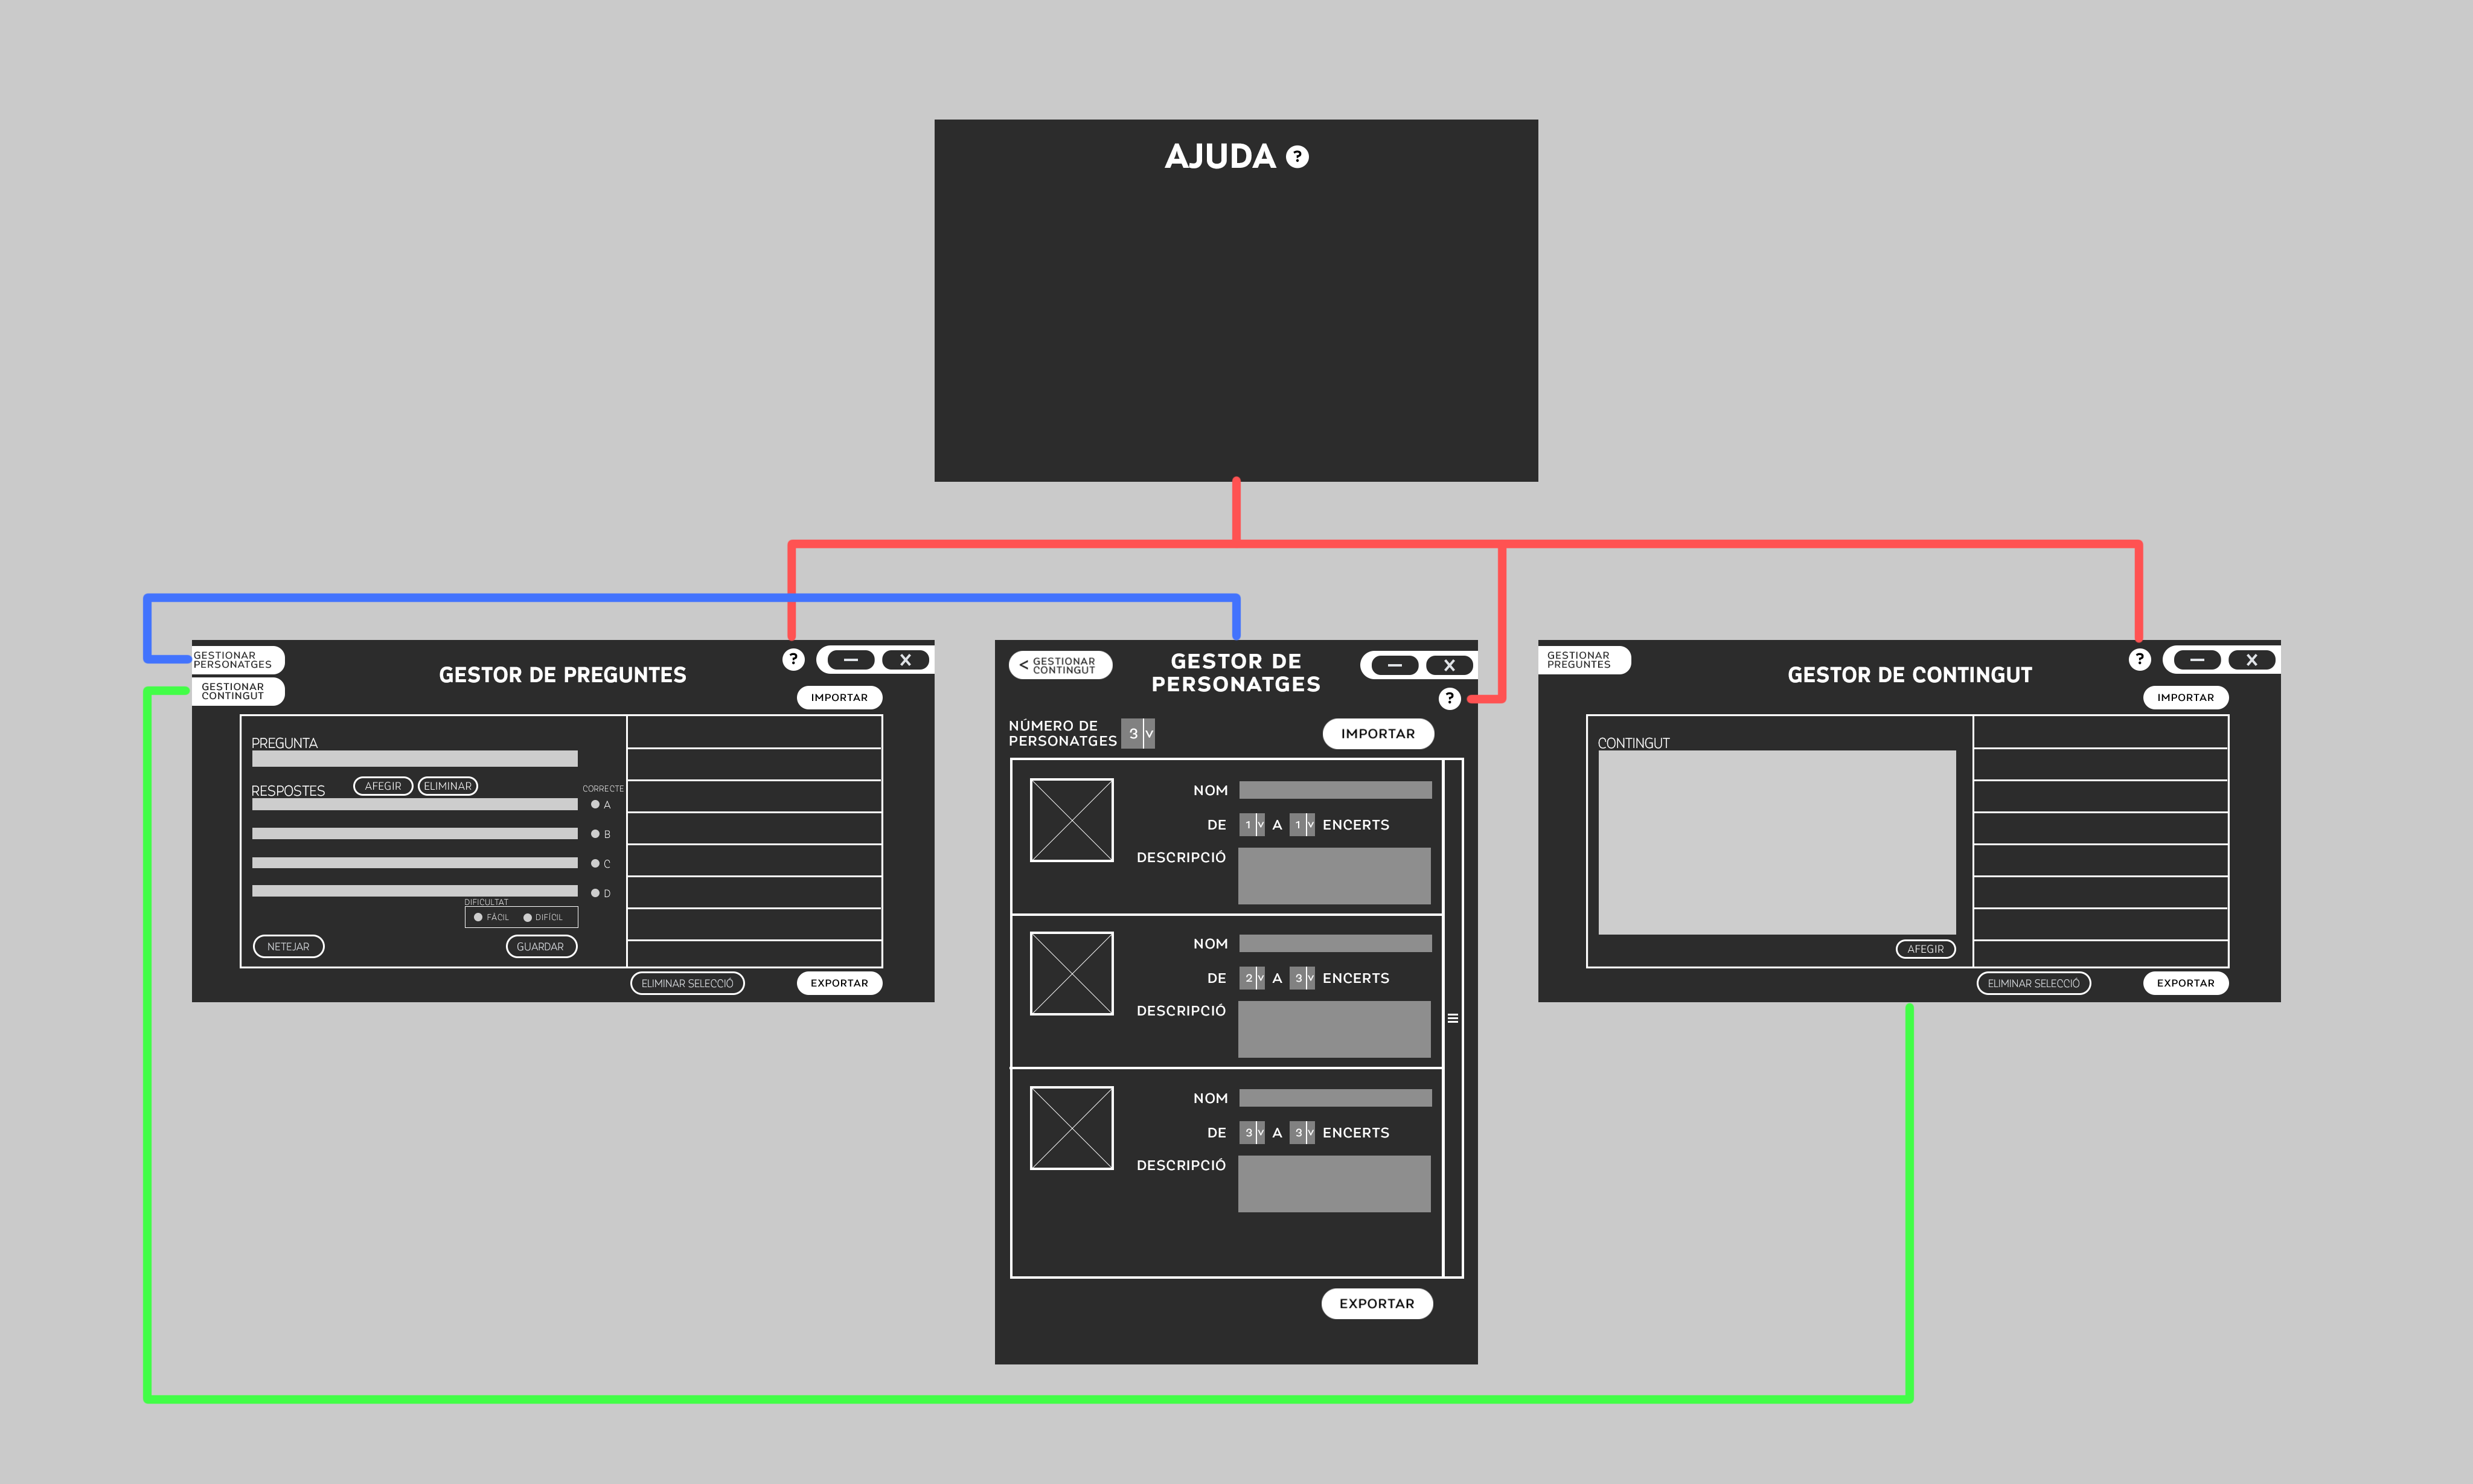 AJUDA ?
GESTIONAR
PERSONATGES
GESTIONAR
CONTINGUT
GESTOR DE PREGUNTES
?
IMPORTAR
PREGUNTA
RESPOSTES
AFEGIR
ELIMINAR
CORRECTE
A
B
C
D
DIFICULTAT
FÁCIL
DIFÍCIL
NETEJAR
GUARDAR
ELIMINAR SELECCIÓ
EXPORTAR
< GESTIONAR
CONTINGUT
GESTOR DE
PERSONATGES
?
NÚMERO DE
PERSONATGES 3
IMPORTAR
NOM
DE 1 A 1 ENCERTS
DESCRIPCIÓ
NOM
DE 2 A 3 ENCERTS
DESCRIPCIÓ
NOM
DE 3 A 3 ENCERTS
DESCRIPCIÓ
EXPORTAR
GESTIONAR
PREGUNTES
GESTOR DE CONTINGUT
?
IMPORTAR
CONTINGUT
AFEGIR
ELIMINAR SELECCIÓ
EXPORTAR